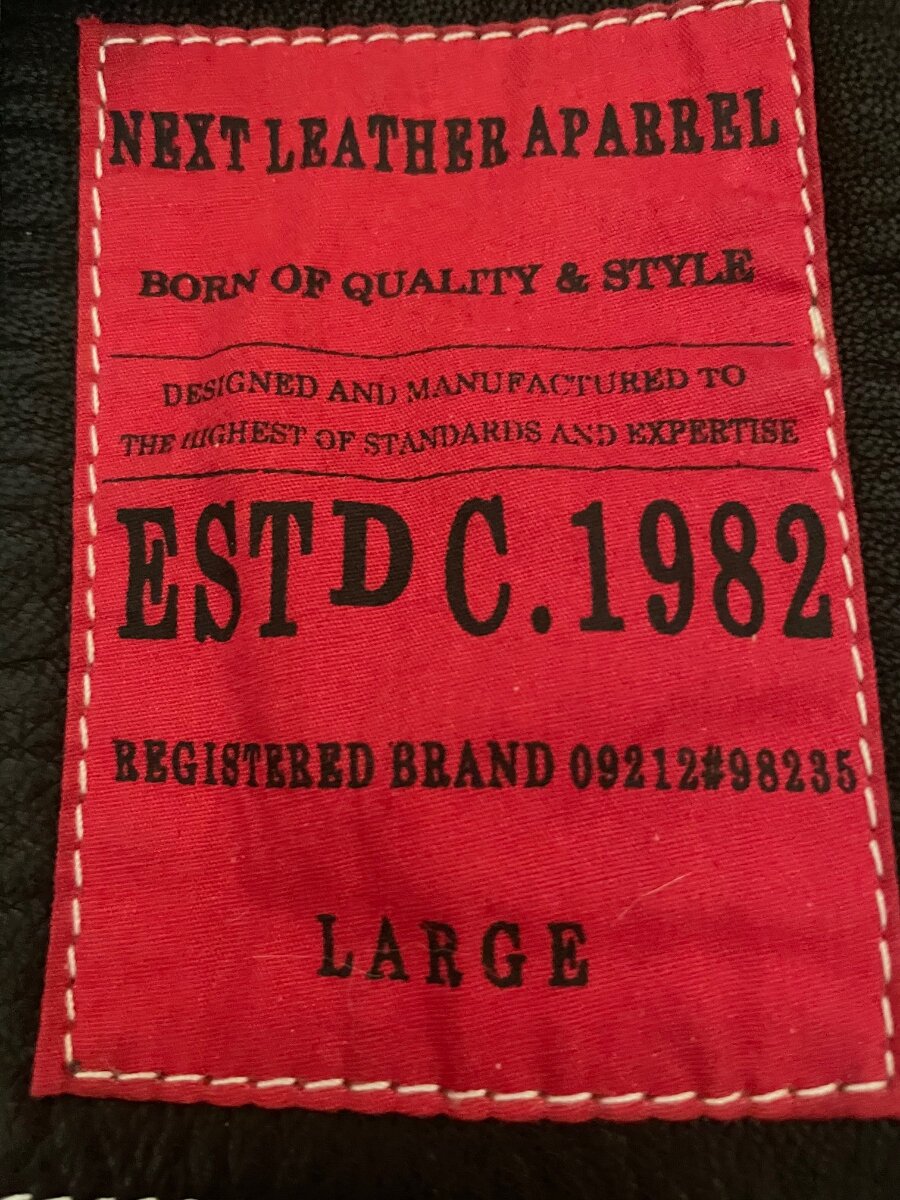 NEXT LEATHER APARREL
BORN OF QUALITY & STYLE
DESIGNED AND MANUFACTURED TO
THE HIGHEST OF STANDARDS AND EXPERTISE
ESTD C.1982
REGISTERED BRAND 09212#98235
LARGE